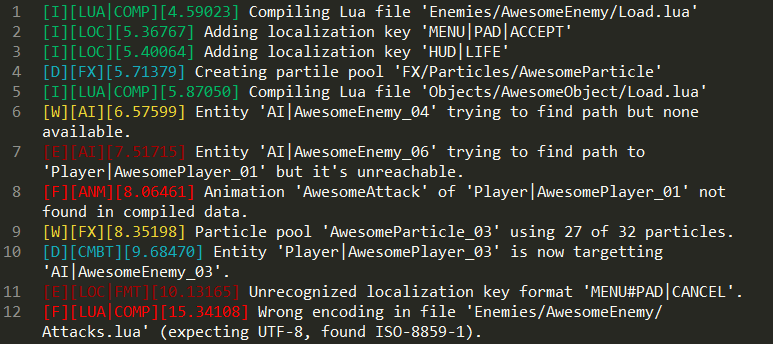 1 [I][LUA|COMP][4.59023] Compiling Lua file 'Enemies/AwesomeEnemy/Load.lua'
2 [I][LOC][5.36767] Adding localization key 'MENU|PAD|ACCEPT'
3 [I][LOC][5.40064] Adding localization key 'HUD|LIFE'
4 [D][FX][5.71379] Creating partile pool 'FX/Particles/AwesomeParticle'
5 [I][LUA|COMP][5.87050] Compiling Lua file 'Objects/AwesomeObject/Load.lua'
6 [W][AI][6.57599] Entity 'AI|AwesomeEnemy_04' trying to find path but none
available.
7 [E][AI][7.51715] Entity 'AI|AwesomeEnemy_06' trying to find path to
'Player|AwesomePlayer_01' but it's unreachable.
8 [F][ANM][8.06461] Animation 'AwesomeAttack' of 'Player|AwesomePlayer_01' not
found in compiled data.
9 [W][FX][8.35198] Particle pool 'AwesomeParticle_03' using 27 of 32 particles.
10 [D][CMBT][9.68470] Entity 'Player|AwesomePlayer_03' is now targetting
'AI|AwesomeEnemy_03'.
11 [E][LOC|FMT][10.13165] Unrecognized localization key format 'MENU#PAD|CANCEL'.
12 [F][LUA|COMP][15.34108] Wrong encoding in file 'Enemies/AwesomeEnemy/
Attacks.lua' (expecting UTF-8, found ISO-8859-1).